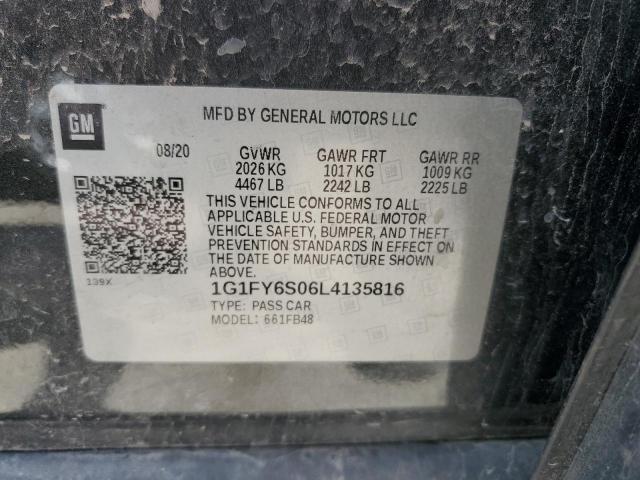 GM
MFD BY GENERAL MOTORS LLC
08/20 GVWR GAWR FRT GAWR RR
2026 KG 1017 KG 1009 KG
4467 LB 2242 LB 2225 LB
THIS VEHICLE CONFORMS TO ALL
APPLICABLE U.S. FEDERAL MOTOR
VEHICLE SAFETY, BUMPER, AND THEFT
PREVENTION STANDARDS IN EFFECT ON
THE DATE OF MANUFACTURE SHOWN
ABOVE.
139X
1G1FY6S06L4135816
TYPE: PASS CAR
MODEL: 661FB48